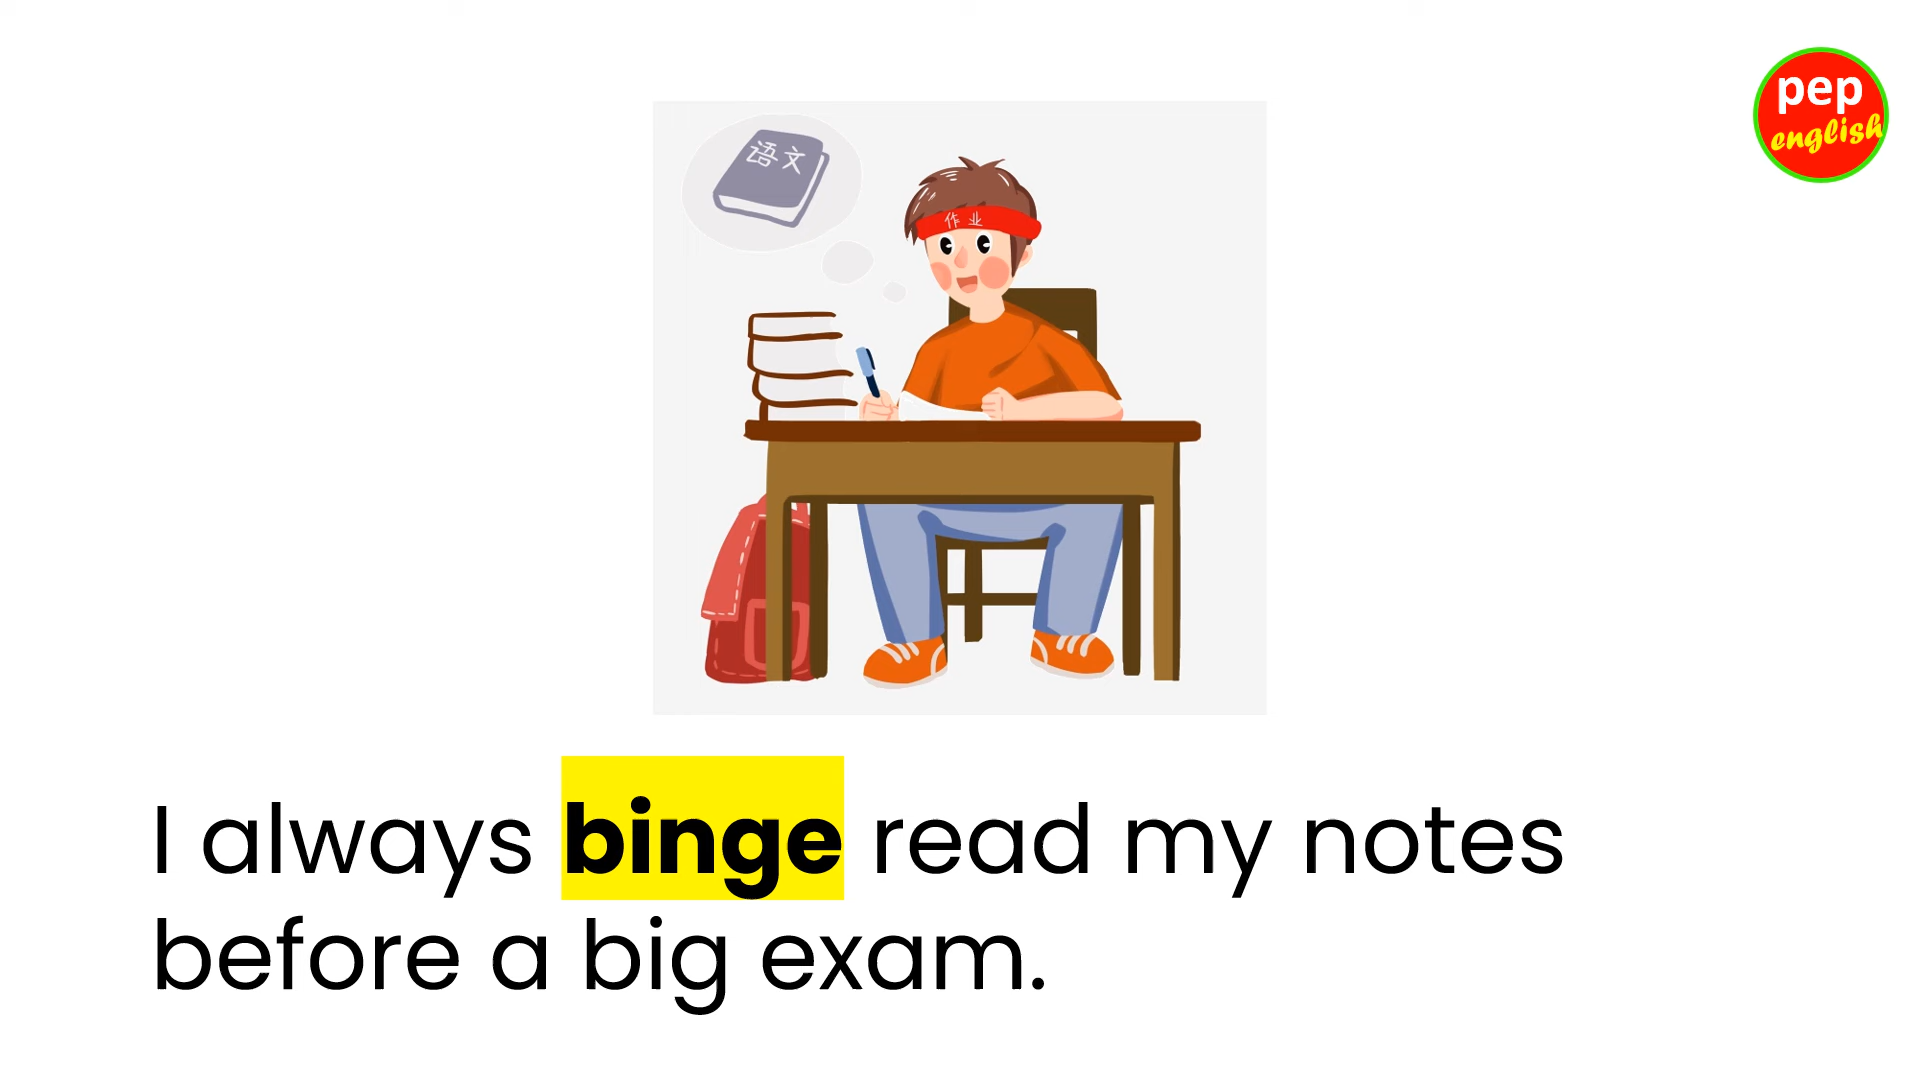 pep
english
语文
作业
I always binge read my notes
before a big exam.